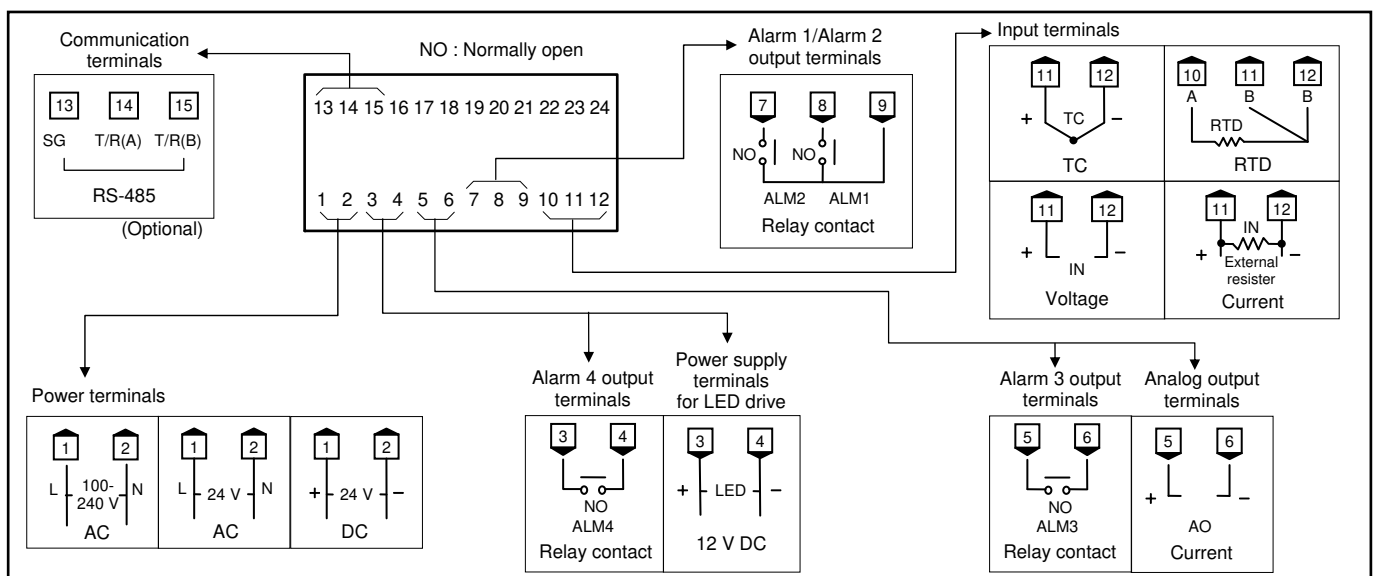 Communication
terminals
13 14 15
SG T/R(A) T/R(B)
RS-485
(Optional)
NO : Normally open
13 14 15 16 17 18 19 20 21 22 23 24
1 2 3 4 5 6 7 8 9 10 11 12
Alarm 1/Alarm 2
output terminals
7 8 9
NO NO
ALM2 ALM1
Relay contact
Input terminals
11 12
+ TC –
TC
10 11 12
A B B
RTD
RTD
11 12
+ –
IN
Voltage
11 12
IN
+ –
External
resister
Current
Power terminals
1 2
L 100- N
240 V
AC
1 2
L 24 V N
AC
1 2
+ 24 V –
DC
Alarm 4 output
terminals
3 4
NO
ALM4
Relay contact
Power supply
terminals
for LED drive
3 4
+ LED –
12 V DC
Alarm 3 output
terminals
5 6
NO
ALM3
Relay contact
Analog output
terminals
5 6
+ –
AO
Current